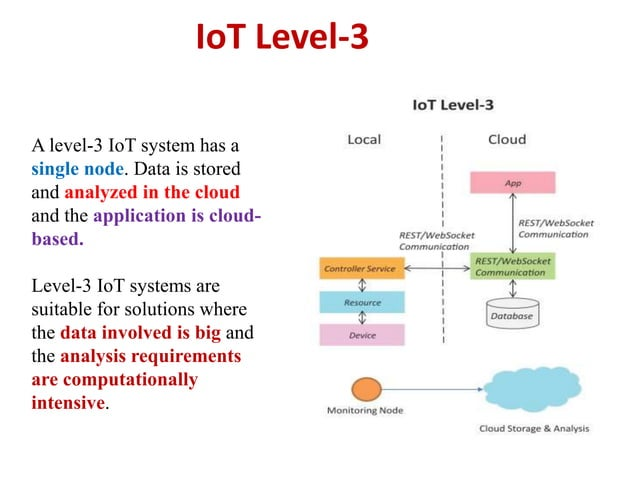 IoT Level-3
A level-3 IoT system has a
single node. Data is stored
and analyzed in the cloud
and the application is cloud-
based.
Level-3 IoT systems are
suitable for solutions where
the data involved is big and
the analysis requirements
are computationally
intensive.
IoT Level-3
Local
Cloud
App
REST/WebSocket
Communication
REST/WebSocket
Communication
Controller Service
REST/WebSocket
Communication
Resource
Database
Device
Monitoring Node
Cloud Storage & Analysis